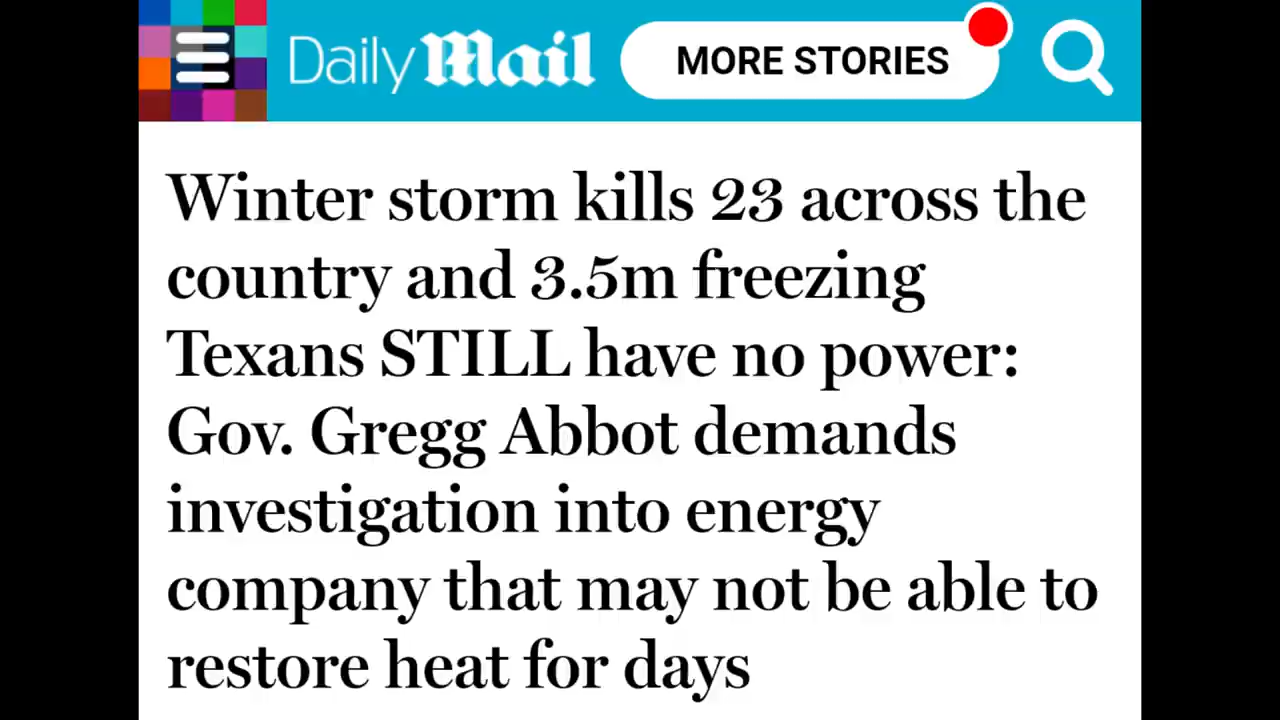 Daily Mail MORE STORIES
Winter storm kills 23 across the
country and 3.5m freezing
Texans STILL have no power:
Gov. Gregg Abbot demands
investigation into energy
company that may not be able to
restore heat for days